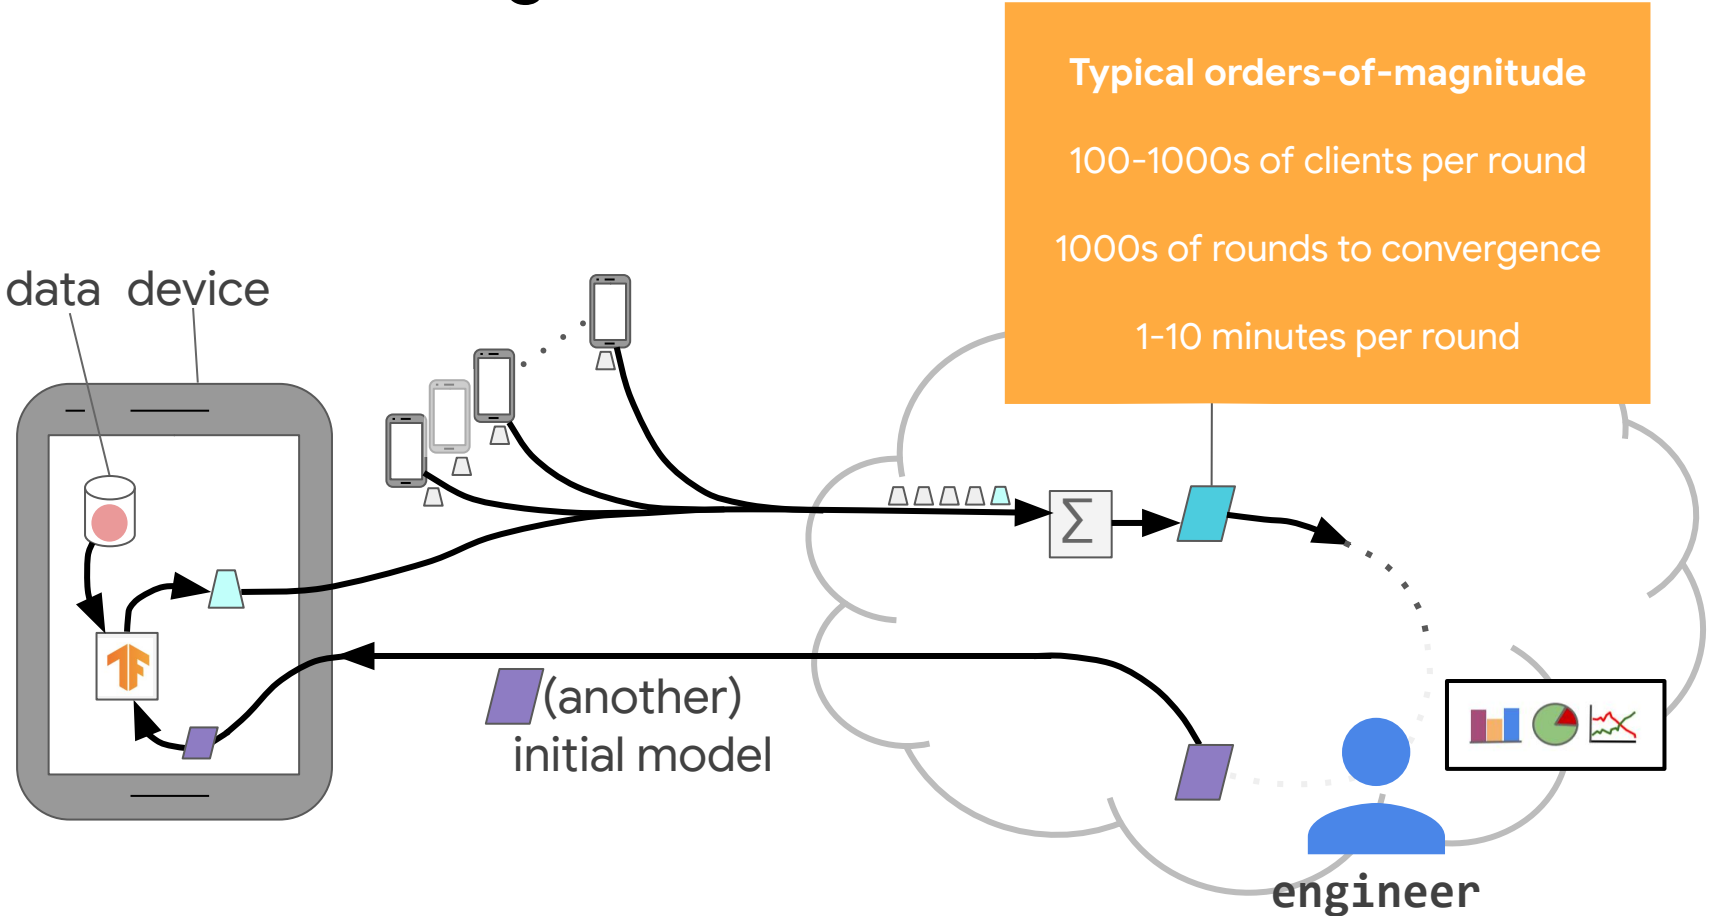 Typical orders-of-magnitude
100-1000s of clients per round
1000s of rounds to convergence
1-10 minutes per round
data device
Σ
TF
(another)
initial model
engineer